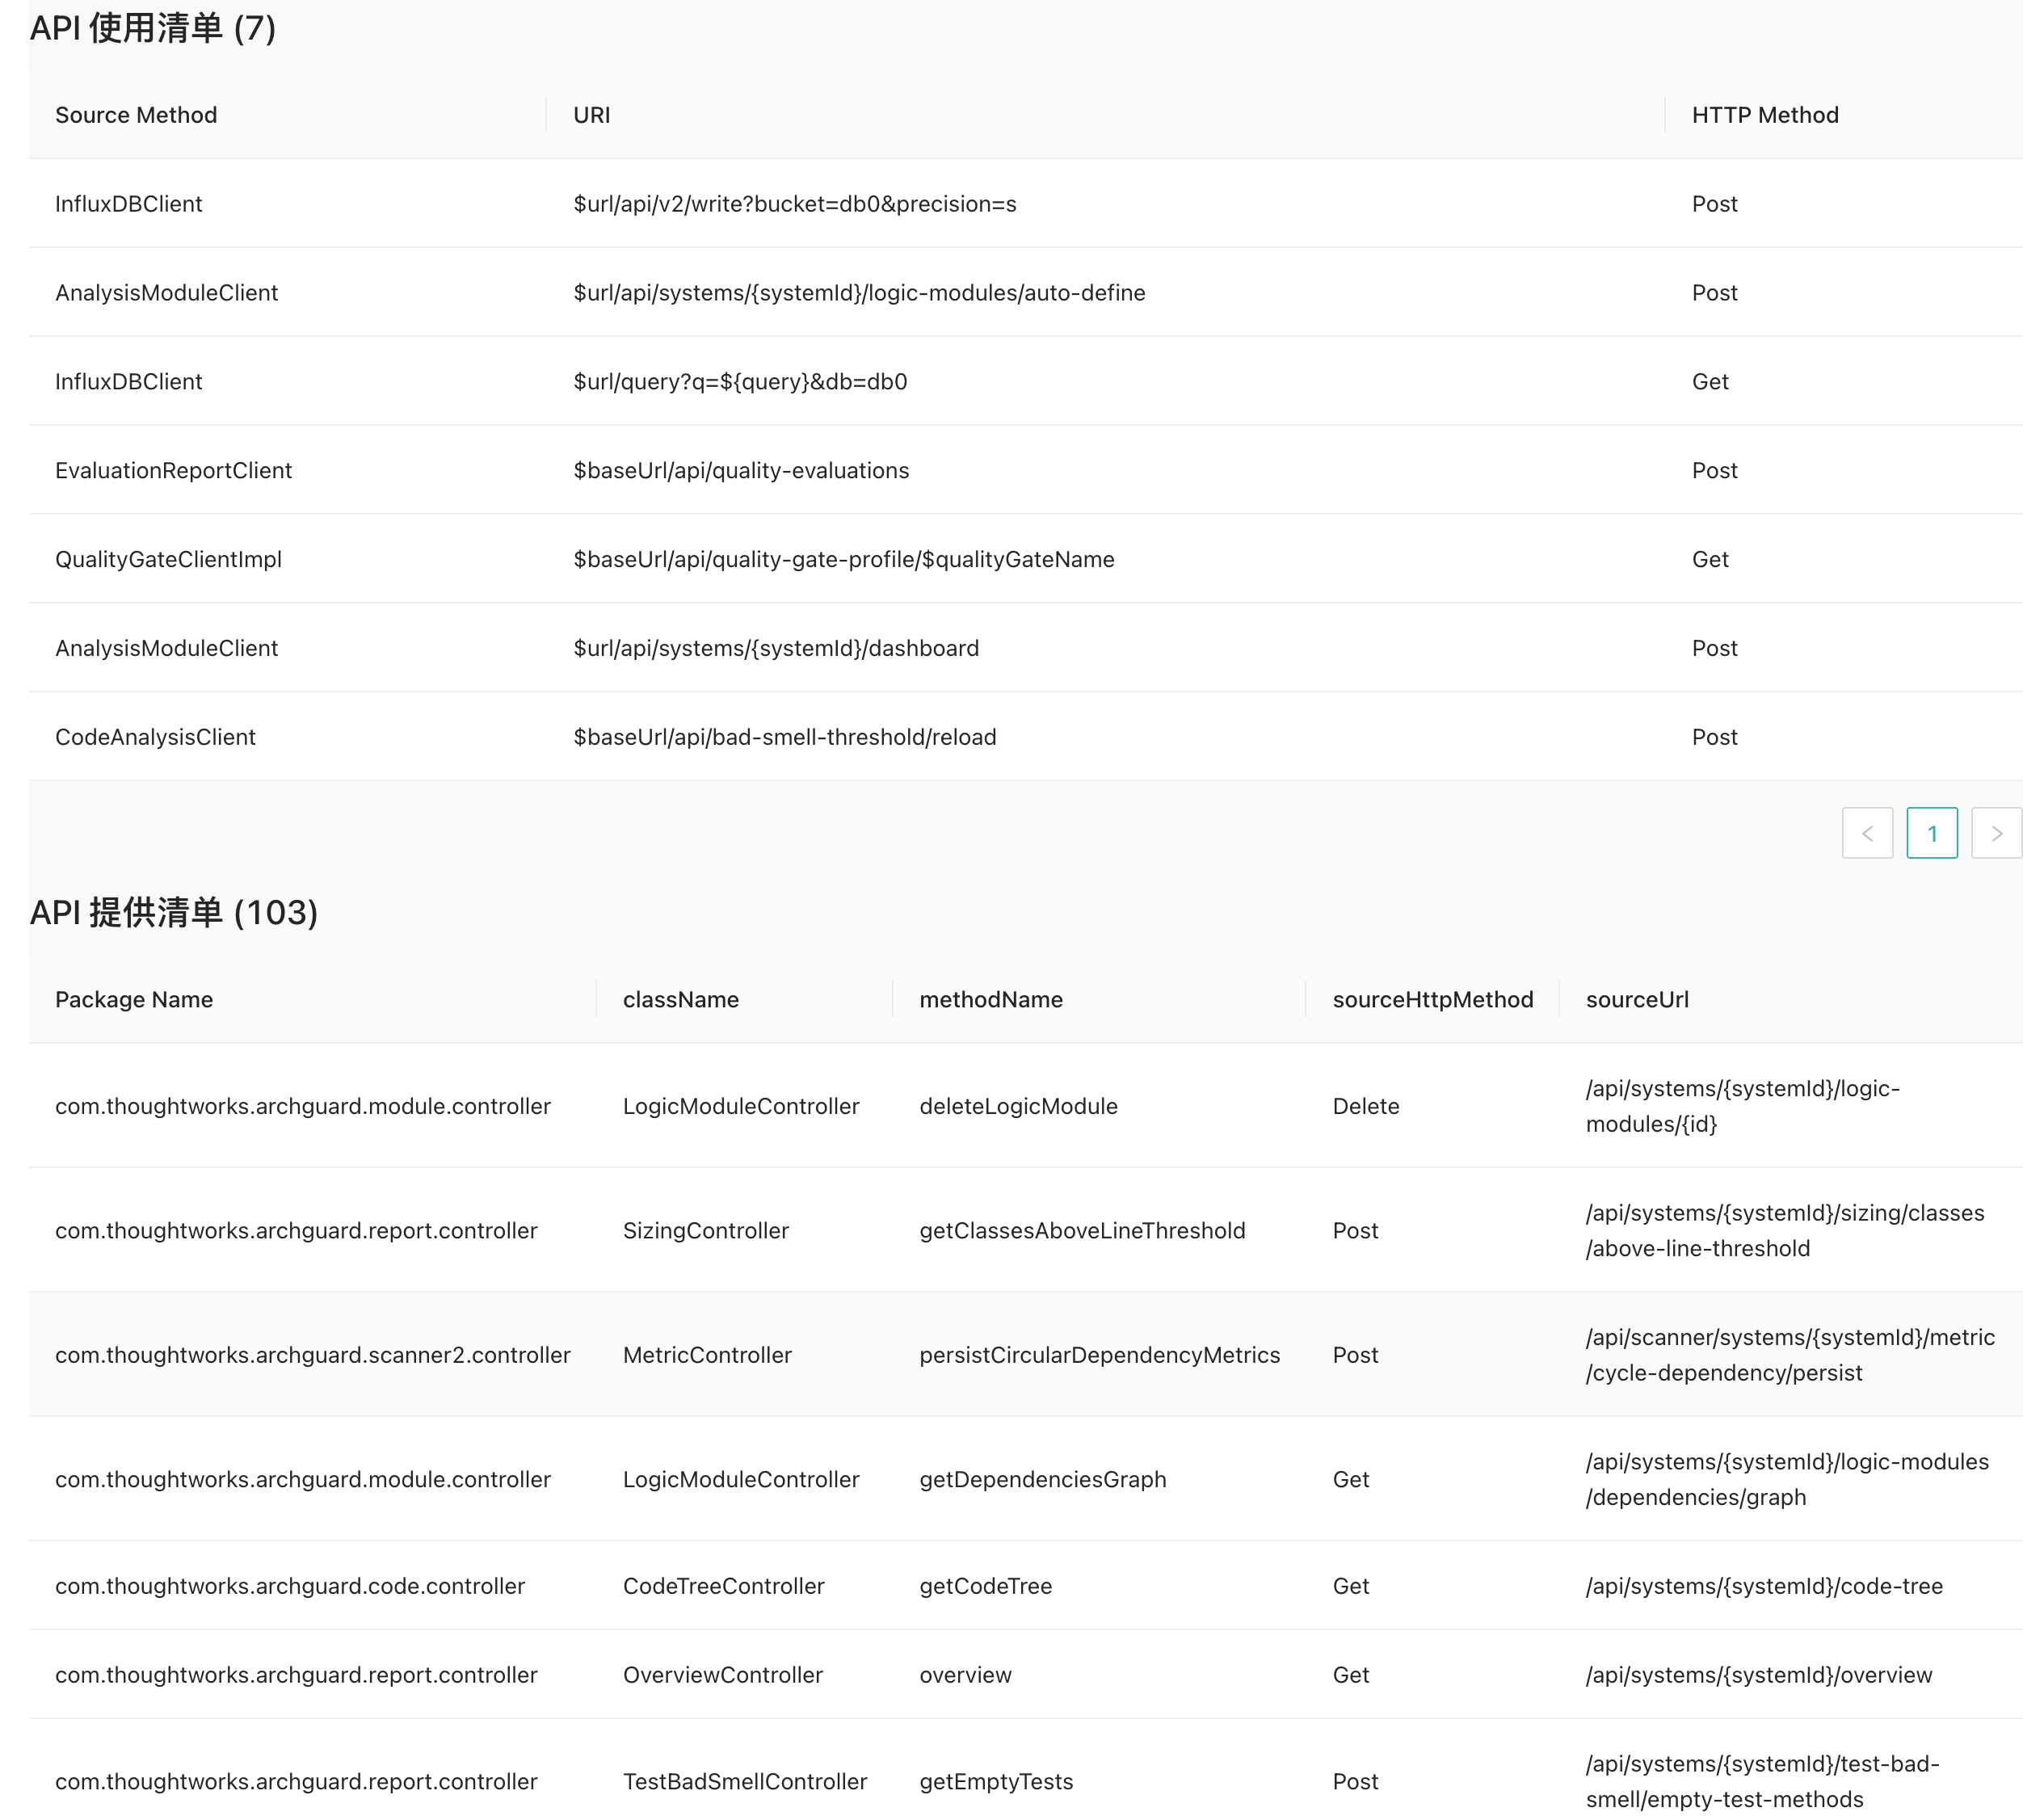 API 使用清单 (7)
Source Method URI HTTP Method
InfluxDBClient $url/api/v2/write?bucket=db0&precision=s Post
AnalysisModuleClient $url/api/systems/{systemId}/logic-modules/auto-define Post
InfluxDBClient $url/query?q=${query}&db=db0 Get
EvaluationReportClient $baseUrl/api/quality-evaluations Post
QualityGateClientImpl $baseUrl/api/quality-gate-profile/$qualityGateName Get
AnalysisModuleClient $url/api/systems/{systemId}/dashboard Post
CodeAnalysisClient $baseUrl/api/bad-smell-threshold/reload Post
< 1 >
API 提供清单 (103)
Package Name className methodName sourceHttpMethod sourceUrl
com.thoughtworks.archguard.module.controller LogicModuleController deleteLogicModule Delete /api/systems/{systemId}/logic-
modules/{id}
com.thoughtworks.archguard.report.controller SizingController getClassesAboveLineThreshold Post /api/systems/{systemId}/sizing/classes
/above-line-threshold
com.thoughtworks.archguard.scanner2.controller MetricController persistCircularDependencyMetrics Post /api/scanner/systems/{systemId}/metric
/cycle-dependency/persist
com.thoughtworks.archguard.module.controller LogicModuleController getDependenciesGraph Get /api/systems/{systemId}/logic-modules
/dependencies/graph
com.thoughtworks.archguard.code.controller CodeTreeController getCodeTree Get /api/systems/{systemId}/code-tree
com.thoughtworks.archguard.report.controller OverviewController overview Get /api/systems/{systemId}/overview
com.thoughtworks.archguard.report.controller TestBadSmellController getEmptyTests Post /api/systems/{systemId}/test-bad-
smell/empty-test-methods